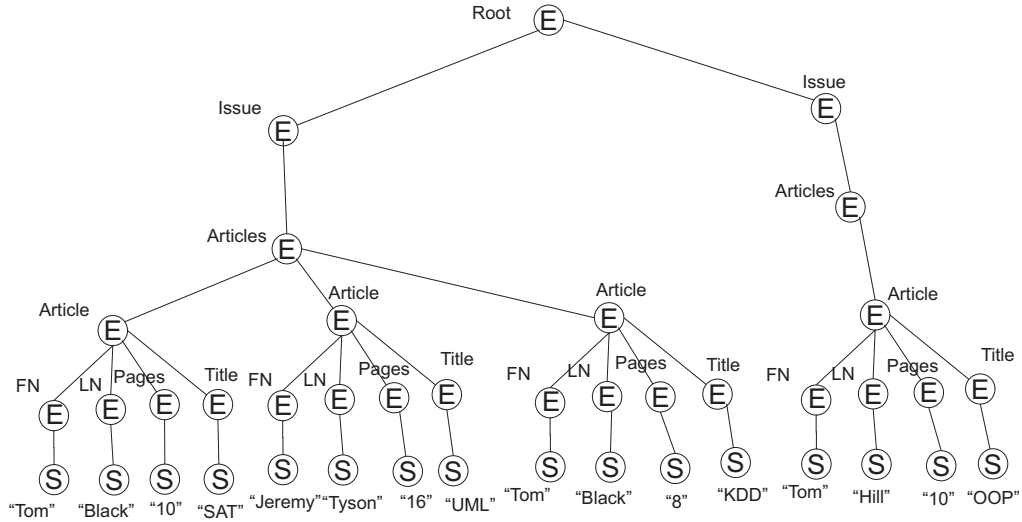 Root E
Issue E
Issue E
Articles E
Articles E
Article E
Article E
Article E
Article E
FN LN Pages Title
E E E E
S S S S
“Tom” “Black” “10” “SAT”
FN LN Pages Title
E E E E
S S S S
“Jeremy” “Tyson” “16” “UML”
FN LN Pages Title
E E E E
S S S S
“Tom” “Black” “8” “KDD”
FN LN Pages Title
E E E E
S S S S
“Tom” “Hill” “10” “OOP”